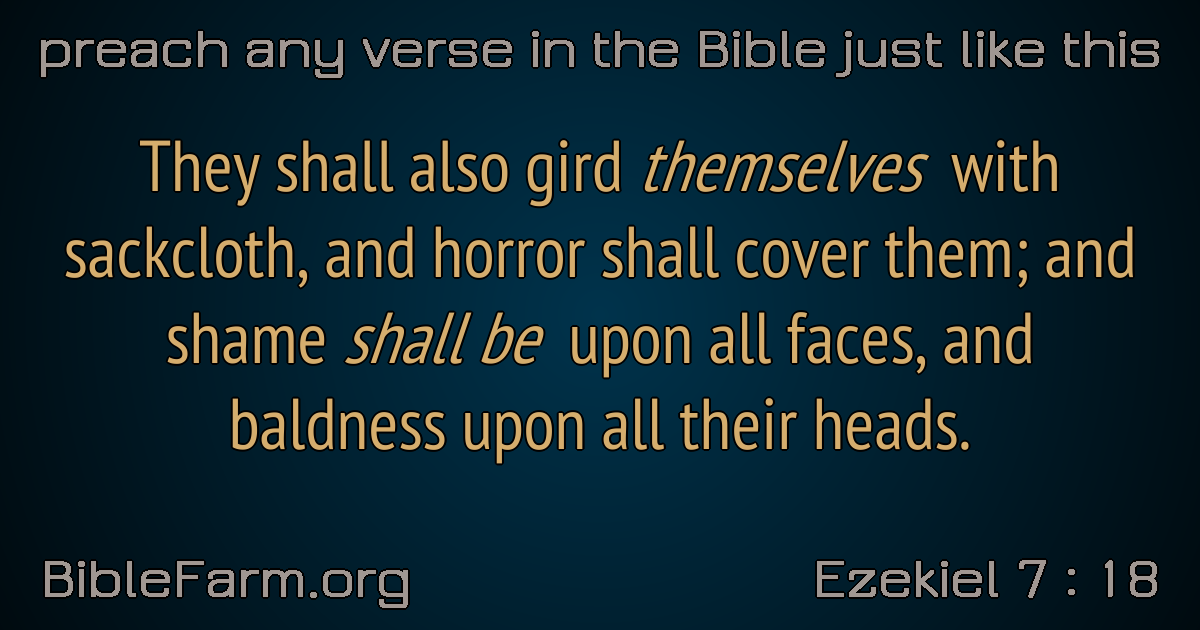 preach any verse in the Bible just like this
They shall also gird themselves with
sackcloth, and horror shall cover them; and
shame shall be upon all faces, and
baldness upon all their heads.
BibleFarm.org
Ezekiel 7 : 18